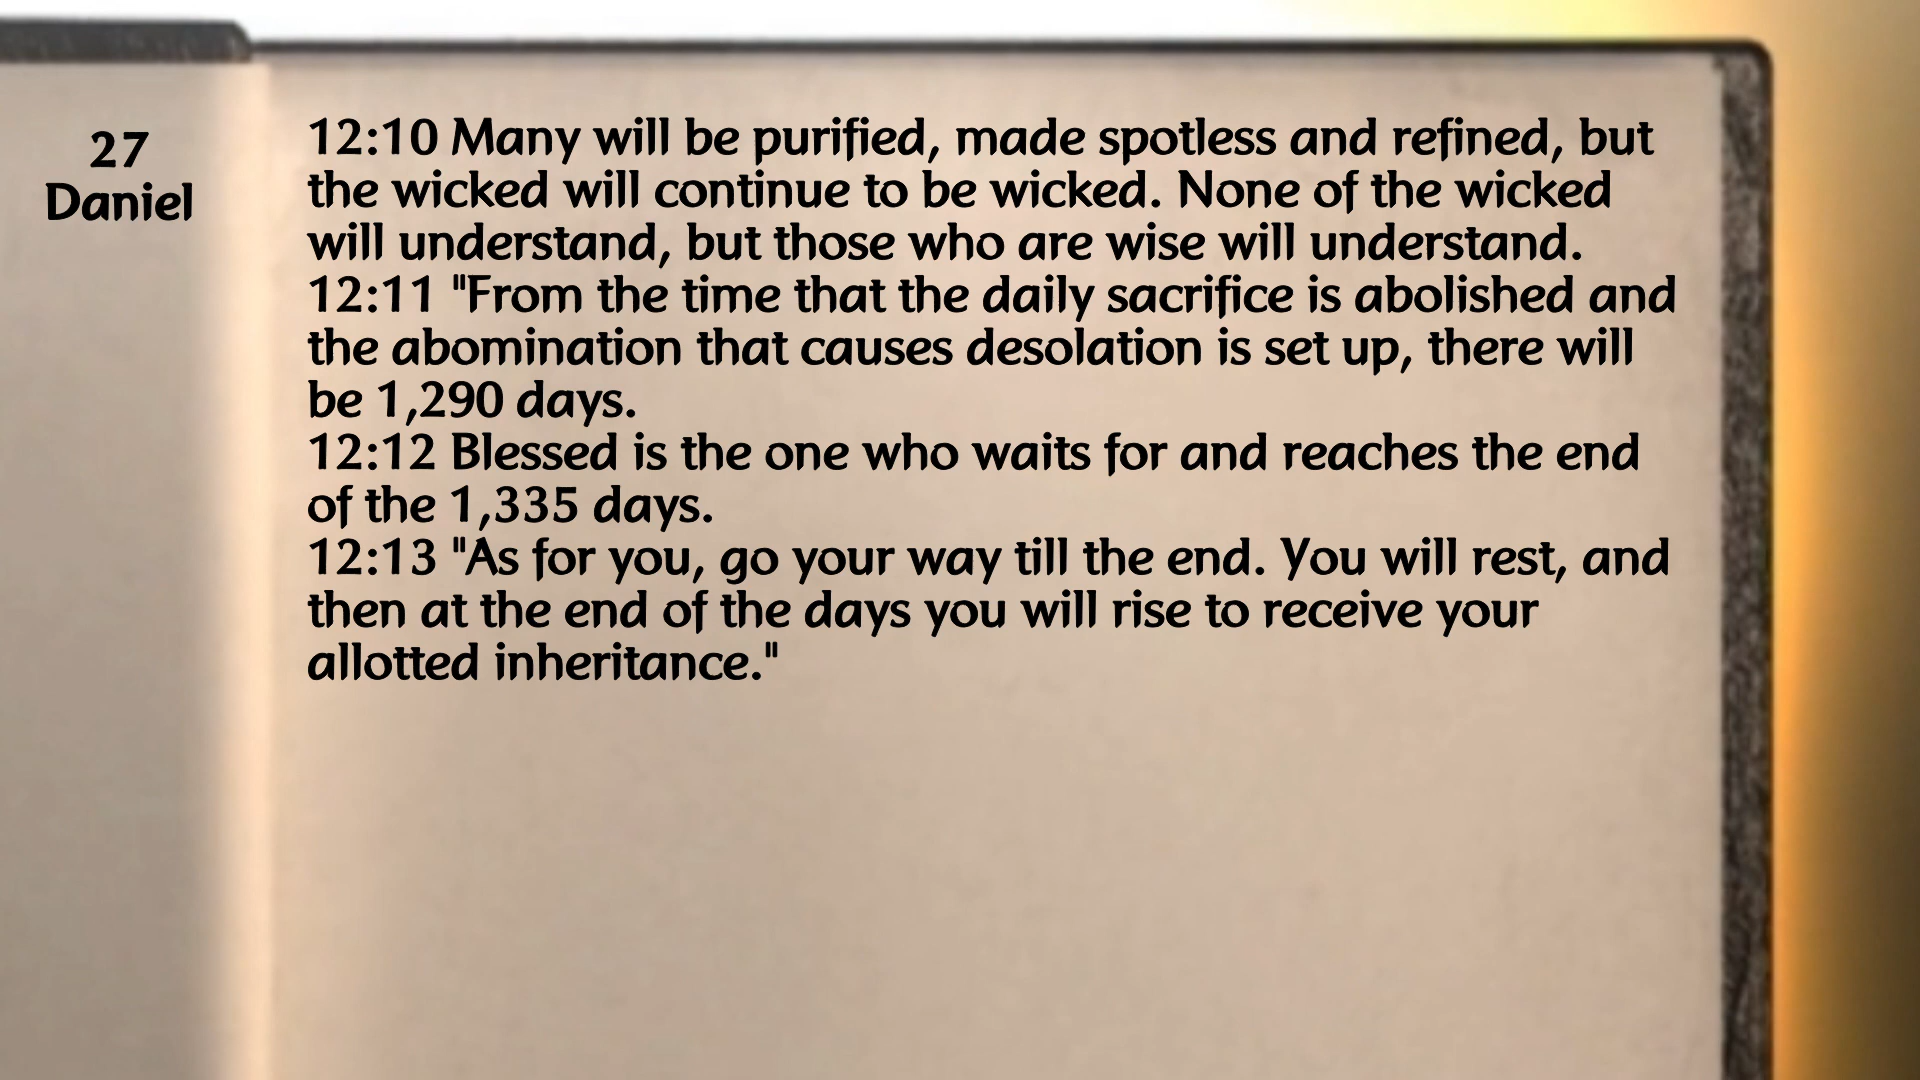 27
Daniel
12:10 Many will be purified, made spotless and refined, but
the wicked will continue to be wicked. None of the wicked
will understand, but those who are wise will understand.
12:11 "From the time that the daily sacrifice is abolished and
the abomination that causes desolation is set up, there will
be 1,290 days.
12:12 Blessed is the one who waits for and reaches the end
of the 1,335 days.
12:13 "As for you, go your way till the end. You will rest, and
then at the end of the days you will rise to receive your
allotted inheritance."